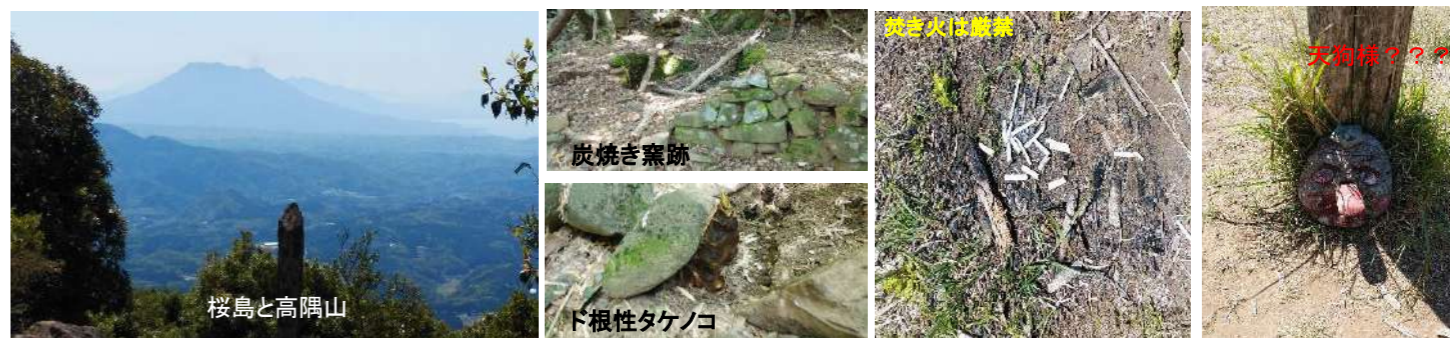 桜島と高隅山
炭焼き窯跡
ド根性タケノコ
焚き火は厳禁
天狗様???